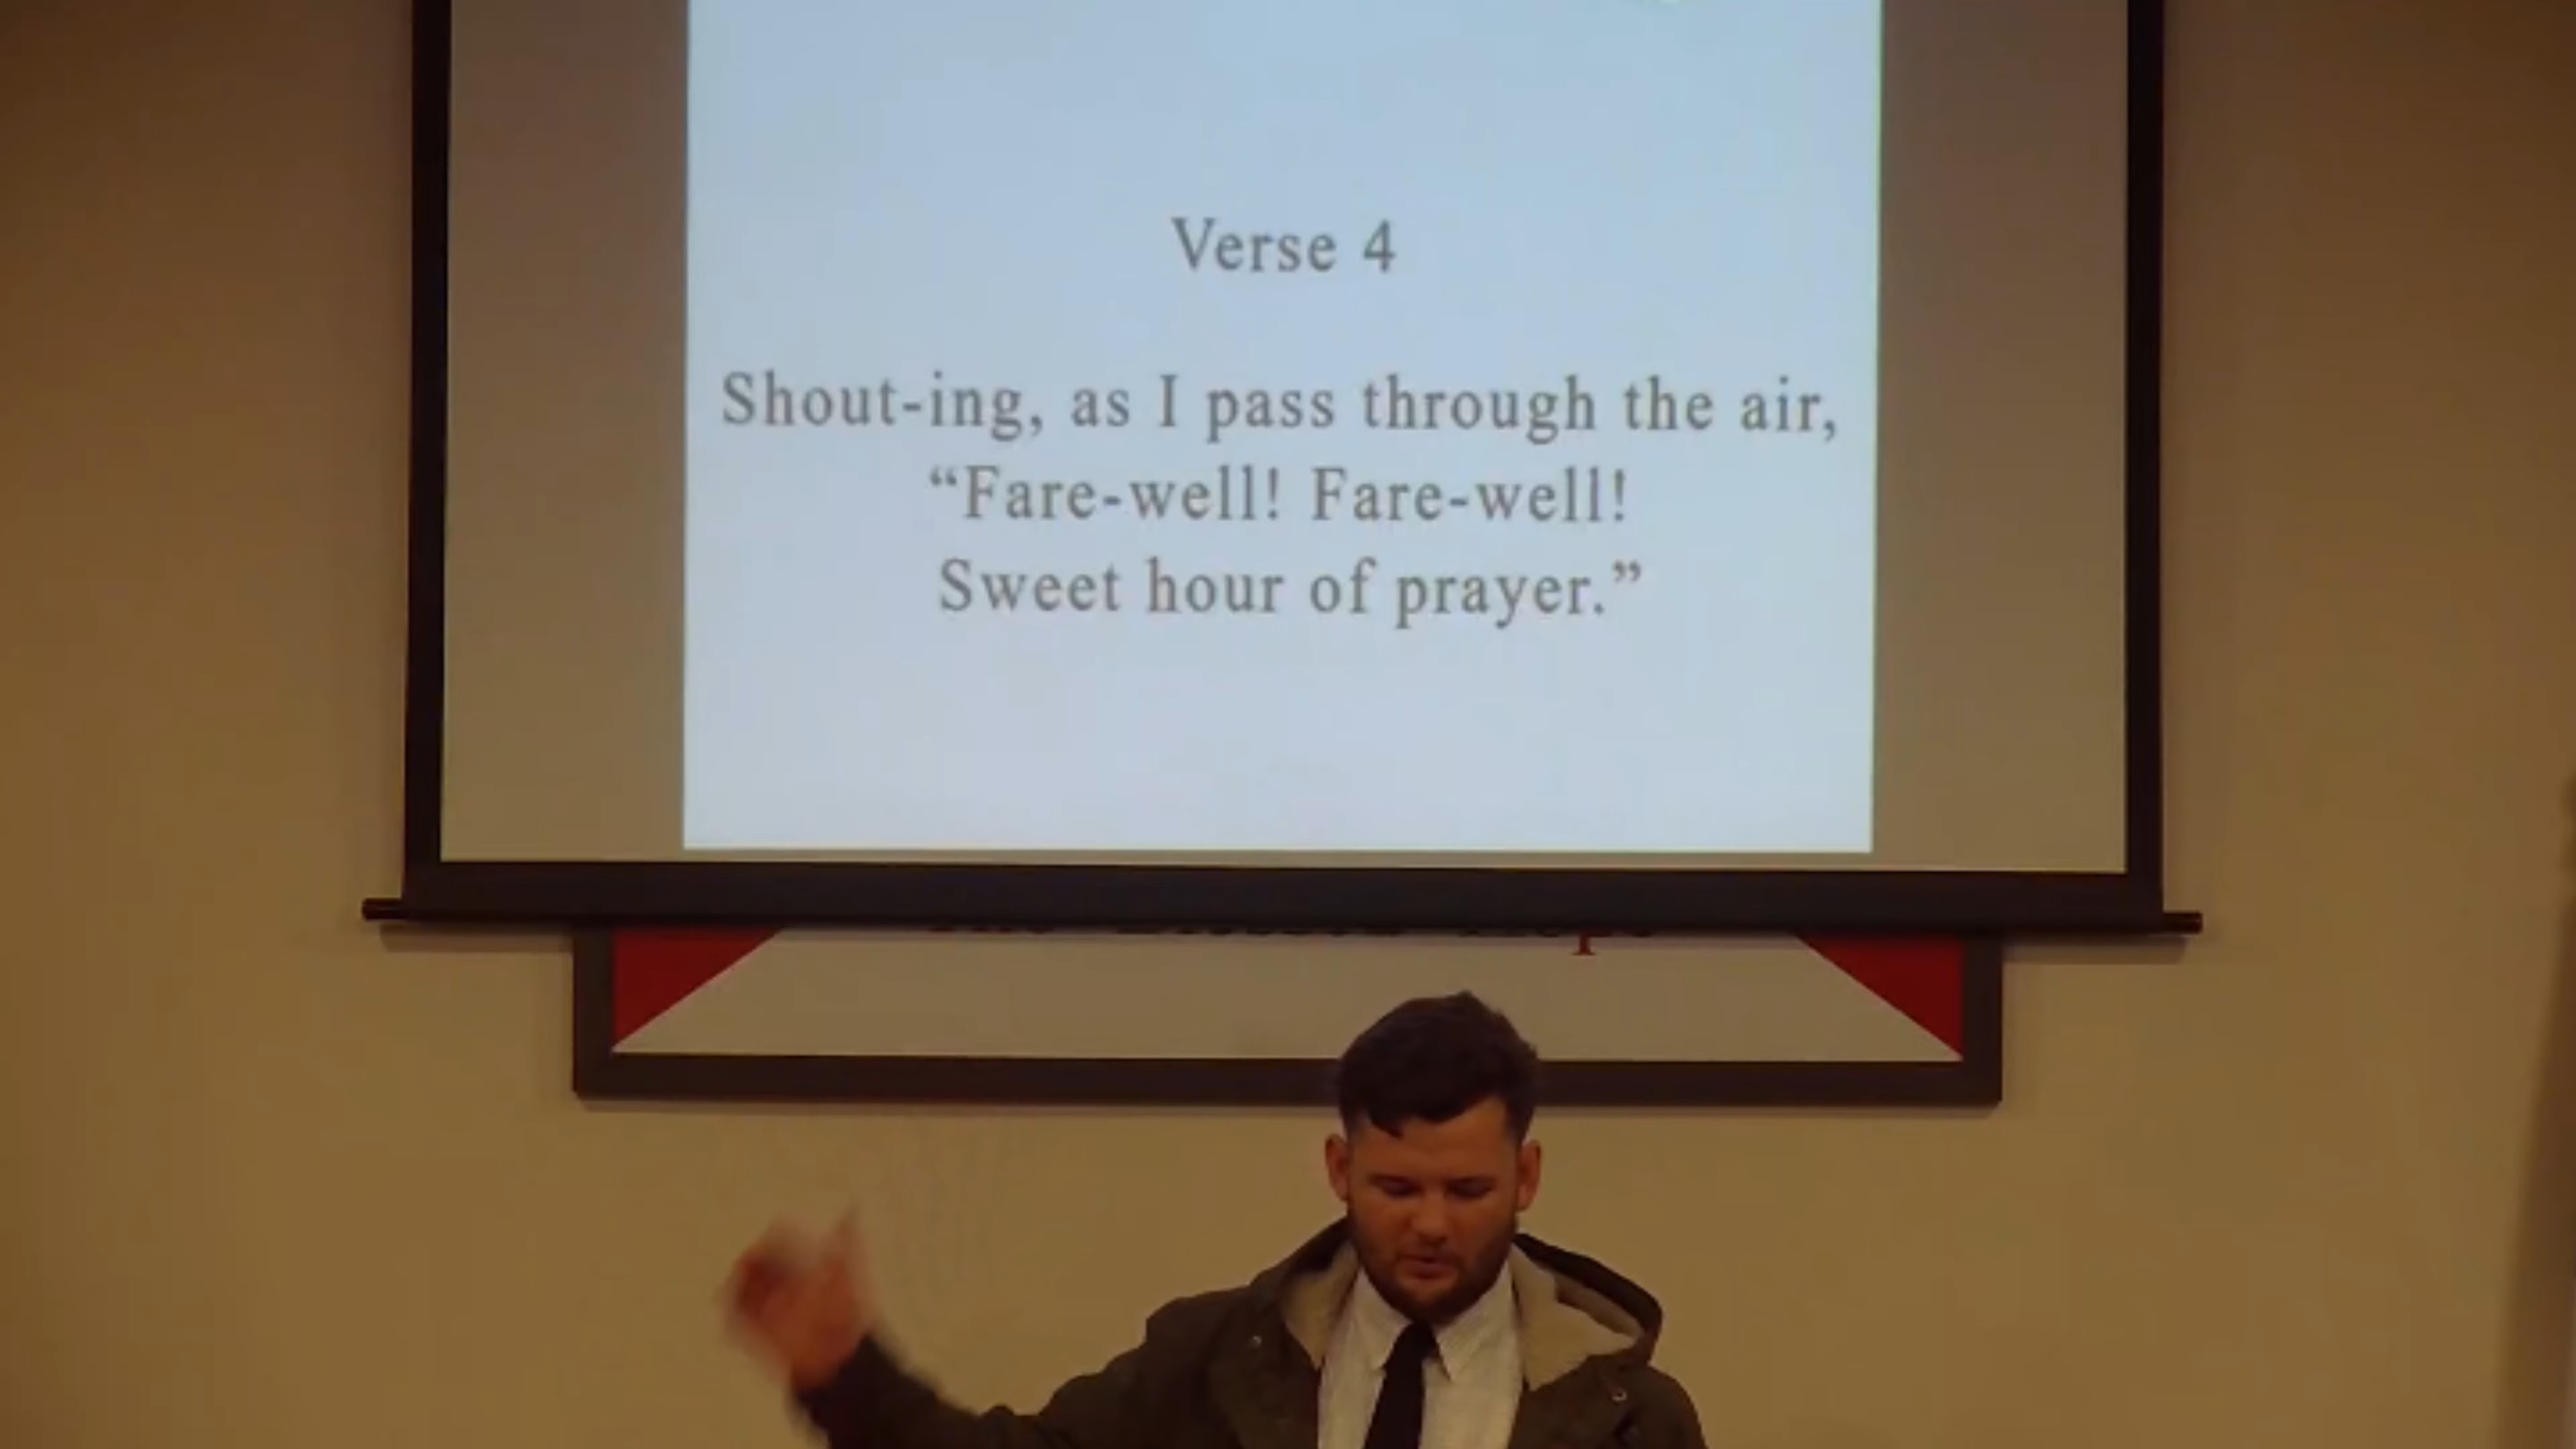 Verse 4
Shout-ing, as I pass through the air,
“Fare-well! Fare-well!
Sweet hour of prayer.”